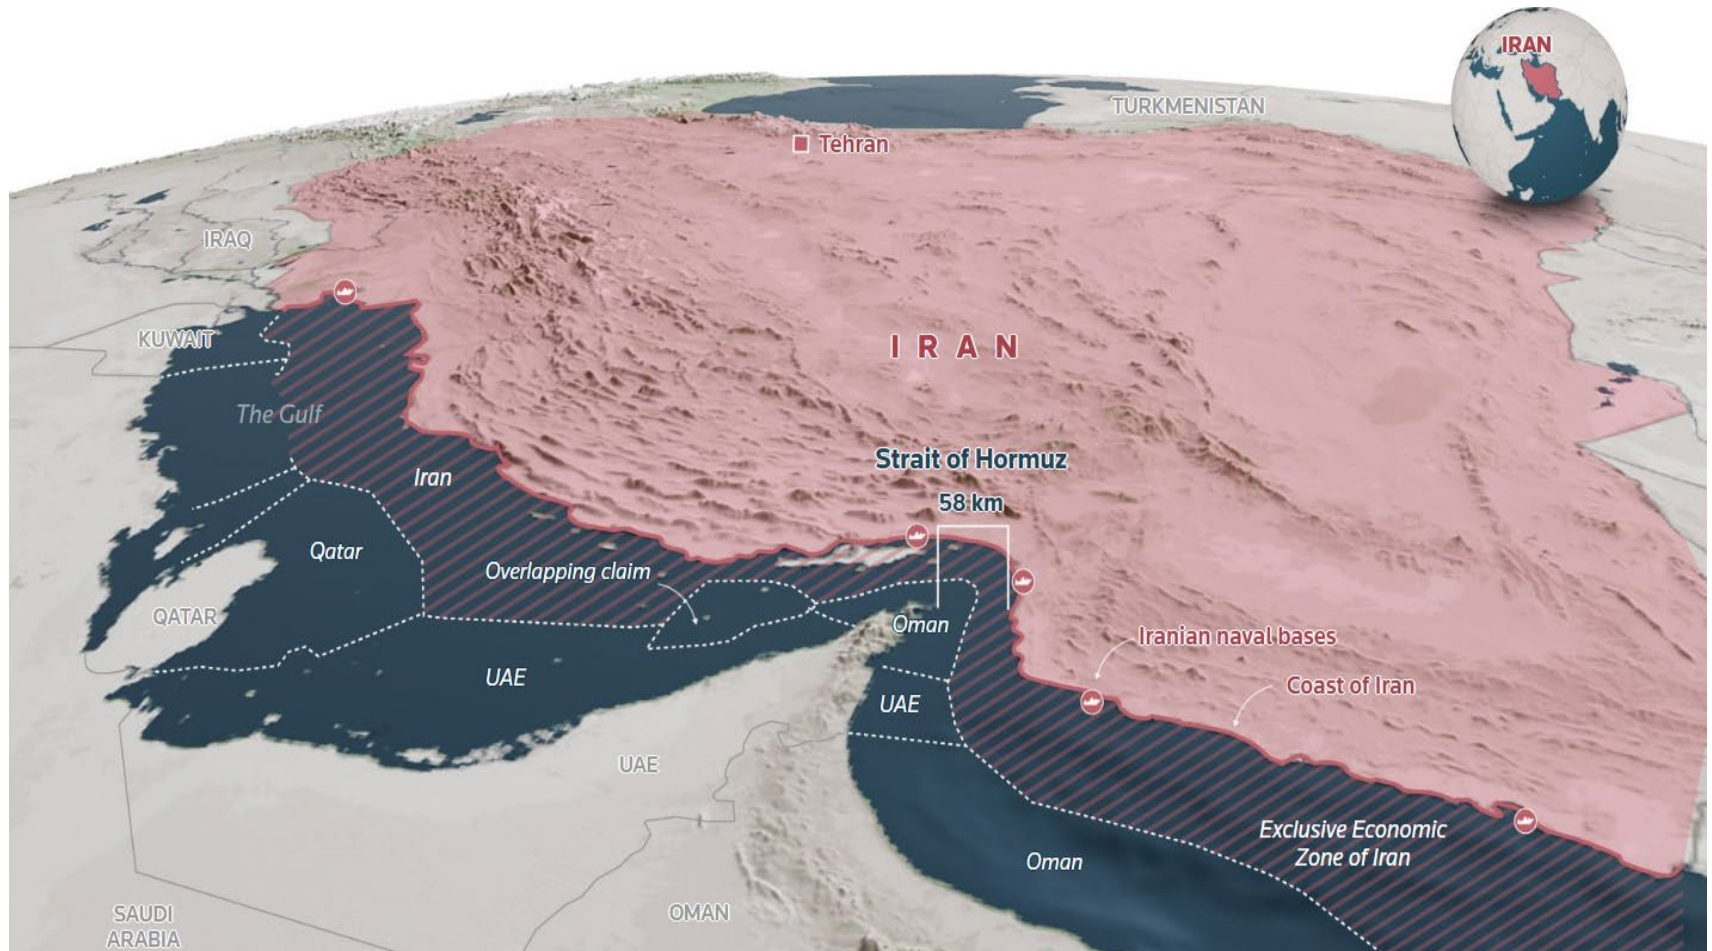 IRAN
TURKMENISTAN
Tehran
IRAQ
KUWAIT
IRAN
The Gulf
Strait of Hormuz
58 km
Iran
Qatar
Overlapping claim
QATAR
Oman
Iranian naval bases
UAE
Coast of Iran
UAE
UAE
Exclusive Economic
Zone of Iran
Oman
SAUDI
ARABIA
OMAN